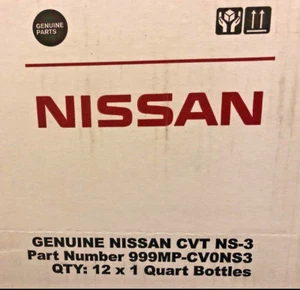 GENUINE
PARTS
NISSAN
GENUINE NISSAN CVT NS-3
Part Number 999MP-CV0NS3
QTY: 12 x 1 Quart Bottles